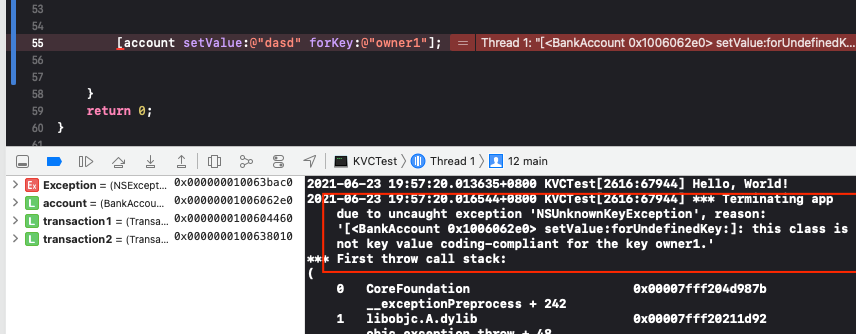 53
54
55 [account setValue:@"dasd" forKey:@"owner1"]; = Thread 1: "[<BankAccount 0x1006062e0> setValue:forUndefinedK...
56
57
58 }
59 return 0;
60 }
61
KVCTest 〉 Thread 1 〉 12 main
Ex Exception = (NSExcept... 0x000000010063bac0
L account = (BankAccou... 0x00000001006062e0
L transaction1 = (Transa... 0x0000000100604460
L transaction2 = (Transa... 0x0000000100638010
2021-06-23 19:57:20.013635+0800 KVCTest[2616:67944] Hello, World!
2021-06-23 19:57:20.016544+0800 KVCTest[2616:67944] *** Terminating app
due to uncaught exception 'NSUnknownKeyException', reason:
'[<BankAccount 0x1006062e0> setValue:forUndefinedKey:]: this class is
not key value coding-compliant for the key owner1.'
*** First throw call stack:
(
0 CoreFoundation 0x00007fff204d987b
__exceptionPreprocess + 242
1 libobjc.A.dylib 0x00007fff20211d92
objc_exception_throw + 48